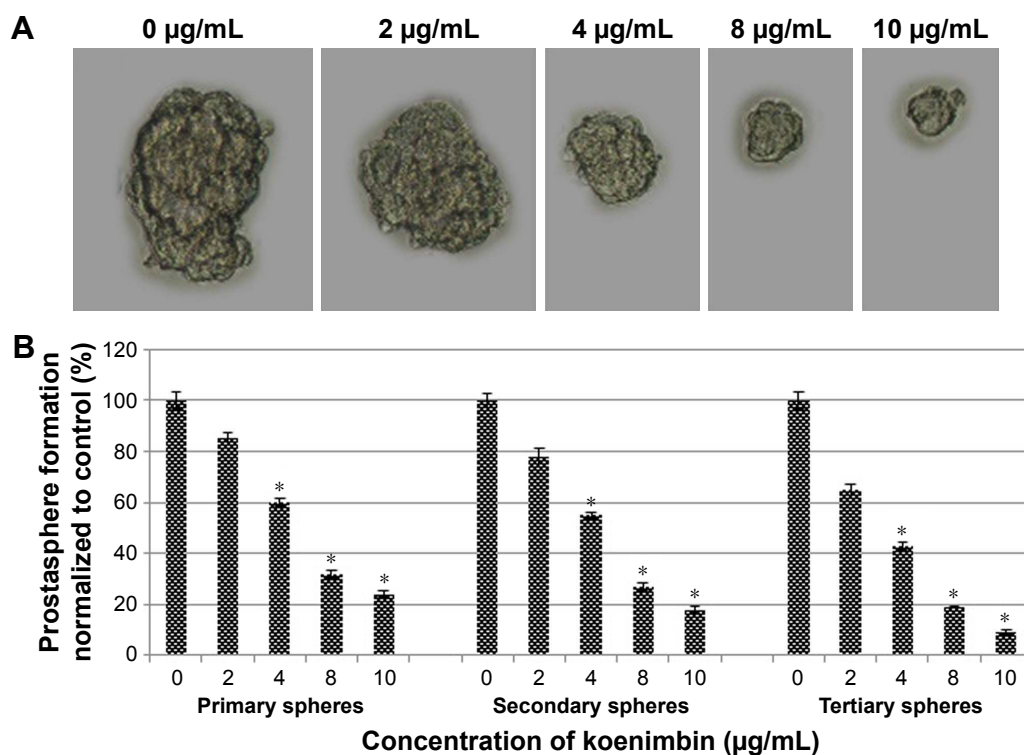 A
0 µg/mL 2 µg/mL 4 µg/mL 8 µg/mL 10 µg/mL
B
Prostasphere formation
normalized to control (%)
120
100
80
60
40
20
0
* * * * * * * * *
0 2 4 8 10 0 2 4 8 10 0 2 4 8 10
Primary spheres Secondary spheres Tertiary spheres
Concentration of koenimbin (µg/mL)